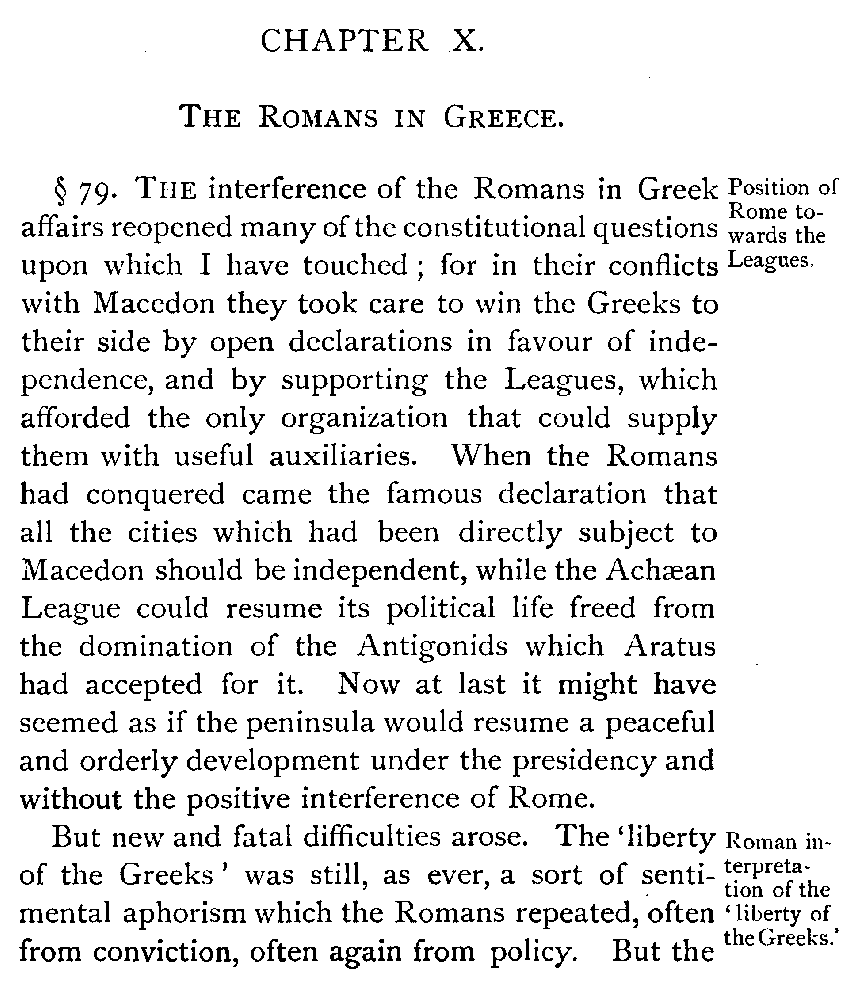 CHAPTER X.
THE ROMANS IN GREECE.
§ 79. THE interference of the Romans in Greek
affairs reopened many of the constitutional questions
upon which I have touched ; for in their conflicts
with Macedon they took care to win the Greeks to
their side by open declarations in favour of inde-
pendence, and by supporting the Leagues, which
afforded the only organization that could supply
them with useful auxiliaries. When the Romans
had conquered came the famous declaration that
all the cities which had been directly subject to
Macedon should be independent, while the Achæan
League could resume its political life freed from
the domination of the Antigonids which Aratus
had accepted for it. Now at last it might have
seemed as if the peninsula would resume a peaceful
and orderly development under the presidency and
without the positive interference of Rome.
Position of
Rome to-
wards the
Leagues.
But new and fatal difficulties arose. The ‘liberty
of the Greeks’ was still, as ever, a sort of senti-
mental aphorism which the Romans repeated, often
from conviction, often again from policy. But the
Roman in-
terpreta-
tion of the
‘liberty of
the Greeks.’